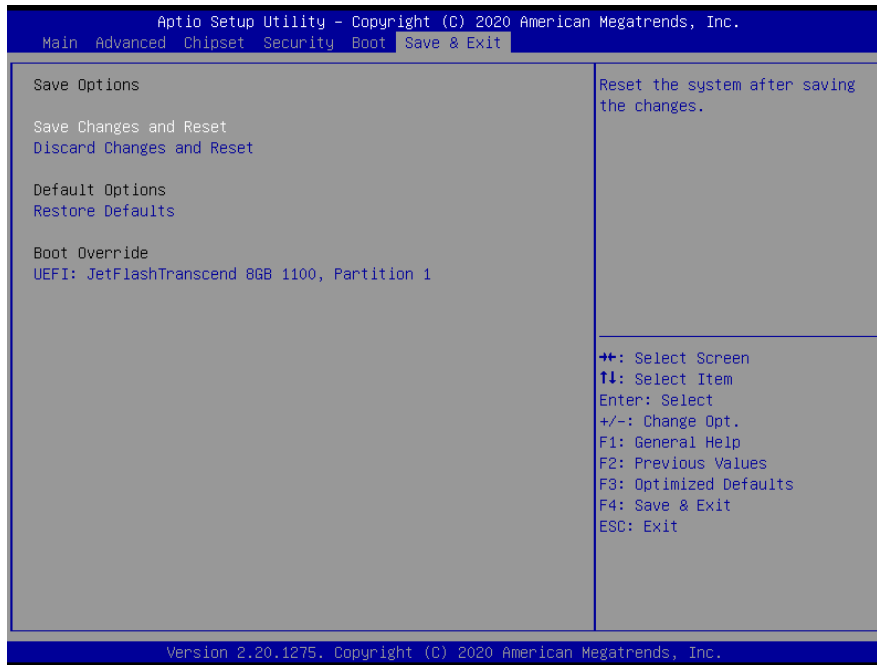 Aptio Setup Utility – Copyright (C) 2020 American Megatrends, Inc.
Main Advanced Chipset Security Boot Save & Exit
Save Options
Save Changes and Reset
Discard Changes and Reset
Default Options
Restore Defaults
Boot Override
UEFI: JetFlashTranscend 8GB 1100, Partition 1
Reset the system after saving
the changes.
→←: Select Screen
↑↓: Select Item
Enter: Select
+/-: Change Opt.
F1: General Help
F2: Previous Values
F3: Optimized Defaults
F4: Save & Exit
ESC: Exit
Version 2.20.1275. Copyright (C) 2020 American Megatrends, Inc.